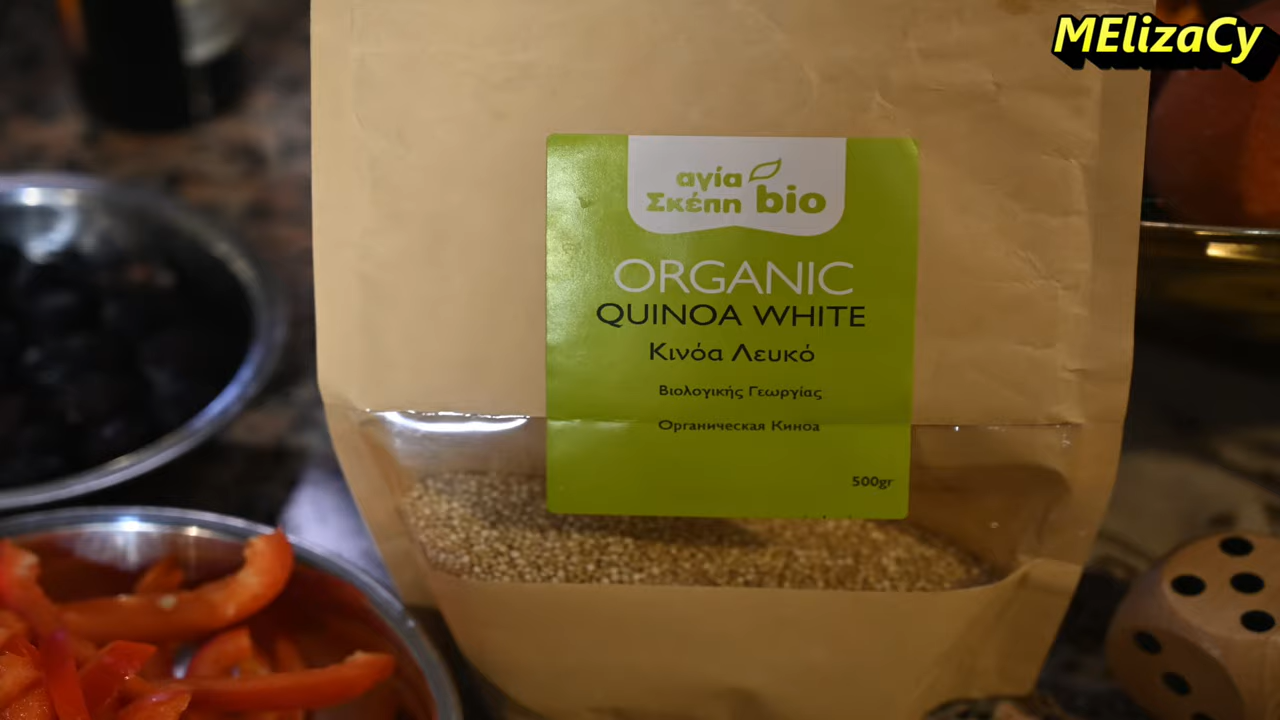 MElizaCy
αγία
Σκέπη bio
ORGANIC
QUINOA WHITE
Κινόα Λευκό
Βιολογικής Γεωργίας
Органическая Киноа
500gr